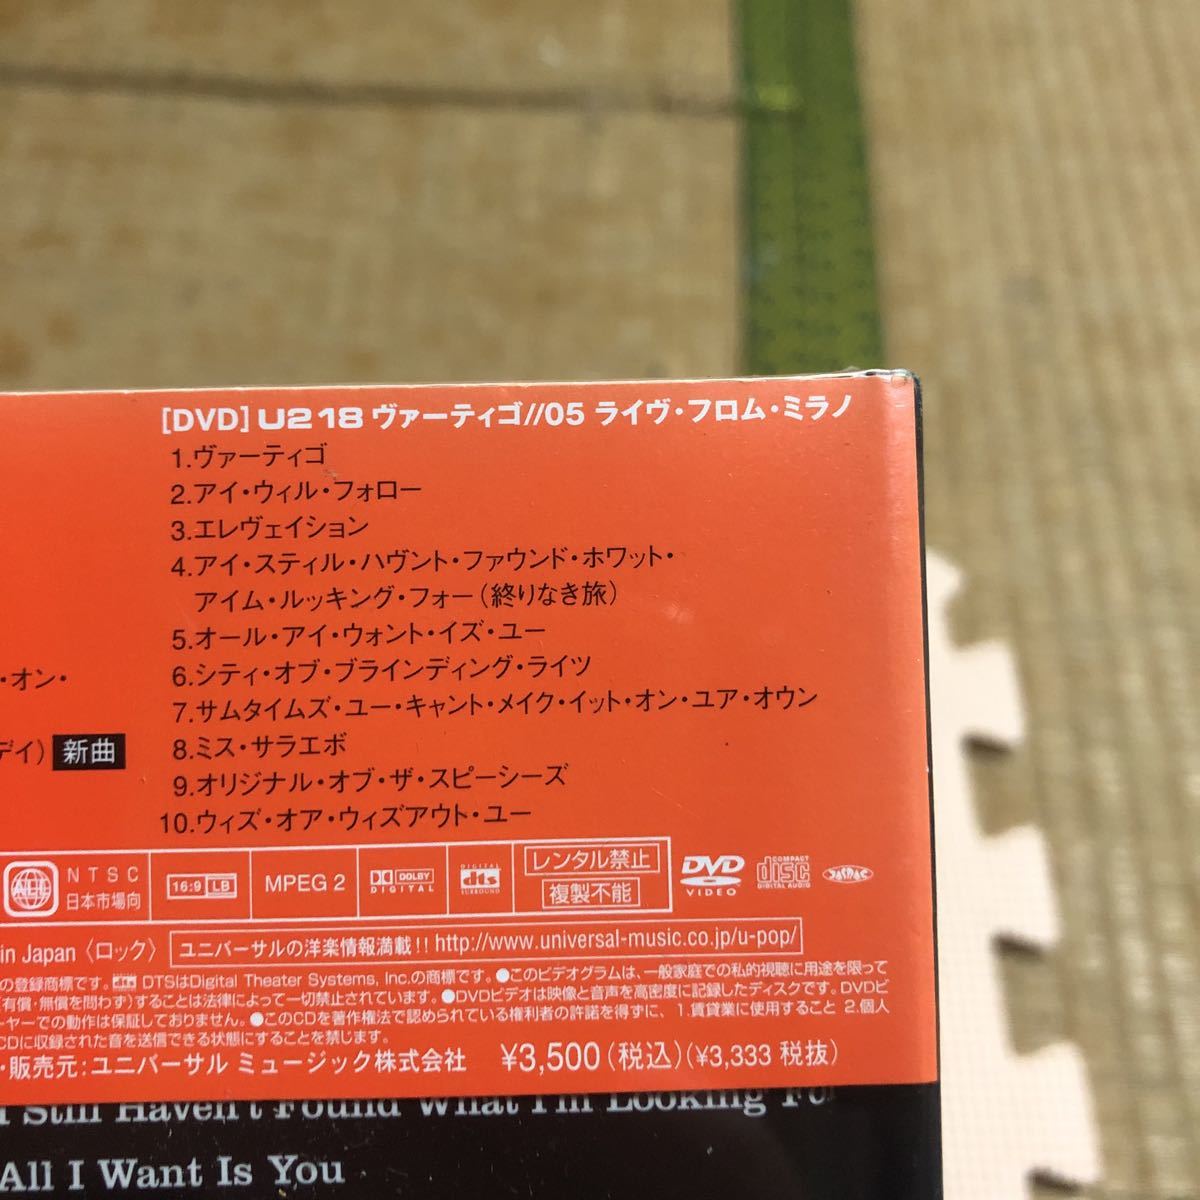 [DVD] U218 ヴァーティゴ//05 ライヴ・フロム・ミラノ
1.ヴァーティゴ
2.アイ・ウィル・フォロー
3.エレヴェイション
4.アイ・スティル・ハヴント・ファウンド・ホワット・
アイム・ルッキング・フォー(終りなき旅)
5.オール・アイ・ウォント・イズ・ユー
6.シティ・オブ・ブラインディング・ライツ
7.サムタイムズ・ユー・キャント・メイク・イット・オン・ユア・オウン
8.ミス・サラエボ
9.オリジナル・オブ・ザ・スピーシーズ
10.ウィズ・オア・ウィズアウト・ユー
・オン・
デイ) 新曲
ALL
NTSC
日本市場向
16:9 LB
MPEG 2
DOLBY
DIGITAL
DIGITAL
dts
SURROUND
レンタル禁止
複製不能
DVD
VIDEO
COMPACT
disc
DIGITAL AUDIO
JASRAC
in Japan 〈ロック〉
ユニバーサルの洋楽情報満載!! http://www.universal-music.co.jp/u-pop/
の登録商標です。 dts DTSはDigital Theater Systems, Inc.の商標です。 ●このビデオグラムは、一般家庭での私的視聴に用途を限って
(有償・無償を問わず)することは法律によって一切禁止されています。●DVDビデオは映像と音声を高密度に記録したディスクです。DVDビ
ーヤーでの動作は保証しておりません。●このCDを著作権法で認められている権利者の許諾を得ずに、1.賃貸業に使用すること 2.個人
CDに収録された音を送信できる状態にすることを禁じます。
・販売元:ユニバーサル ミュージック株式会社
¥3,500(税込)(¥3,333 税抜)
I Still Haven't Found What I'm Looking Fo
All I Want Is You